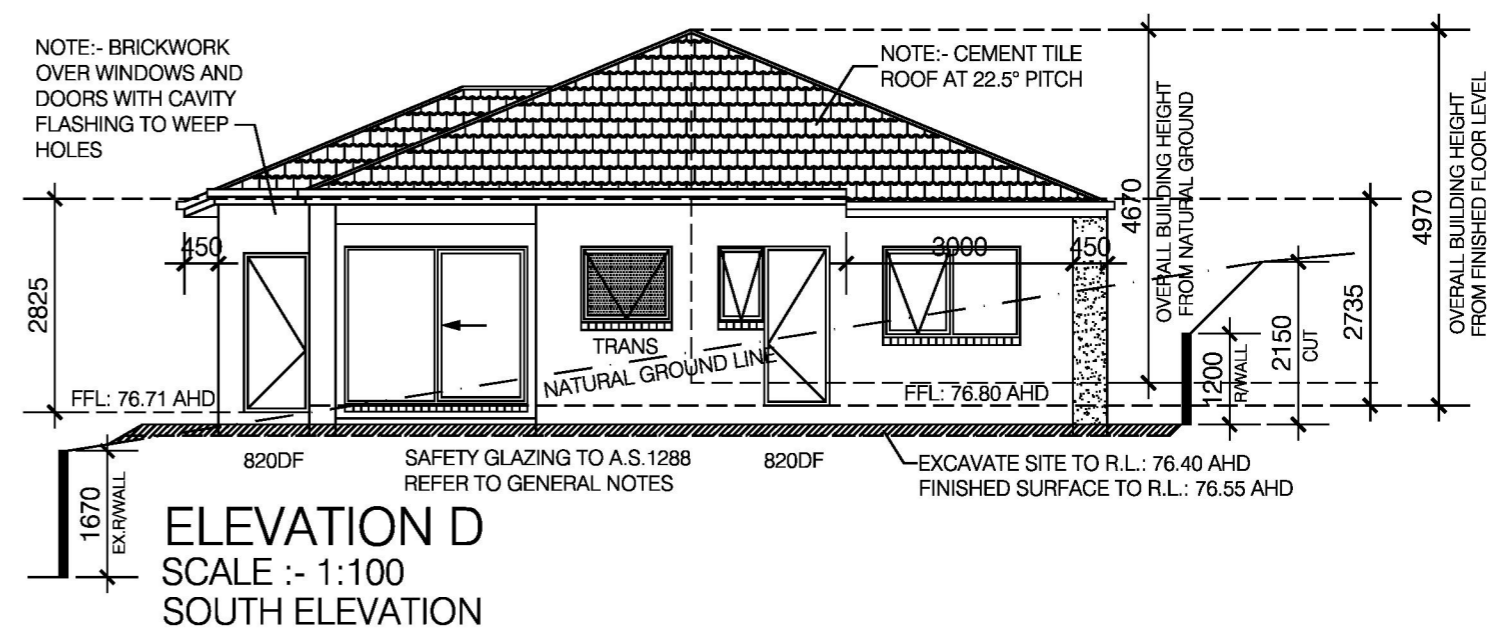 NOTE:- BRICKWORK
OVER WINDOWS AND
DOORS WITH CAVITY
FLASHING TO WEEP
HOLES
NOTE:- CEMENT TILE
ROOF AT 22.5° PITCH
4670
OVERALL BUILDING HEIGHT
FROM NATURAL GROUND
4970
OVERALL BUILDING HEIGHT
FROM FINISHED FLOOR LEVEL
2825
450
3000
450
2735
2150
CUT
1200
R/WALL
TRANS
NATURAL GROUND LINE
FFL: 76.71 AHD
FFL: 76.80 AHD
820DF
SAFETY GLAZING TO A.S.1288
REFER TO GENERAL NOTES
820DF
EXCAVATE SITE TO R.L.: 76.40 AHD
FINISHED SURFACE TO R.L.: 76.55 AHD
1670
EX.R/WALL
ELEVATION D
SCALE :- 1:100
SOUTH ELEVATION